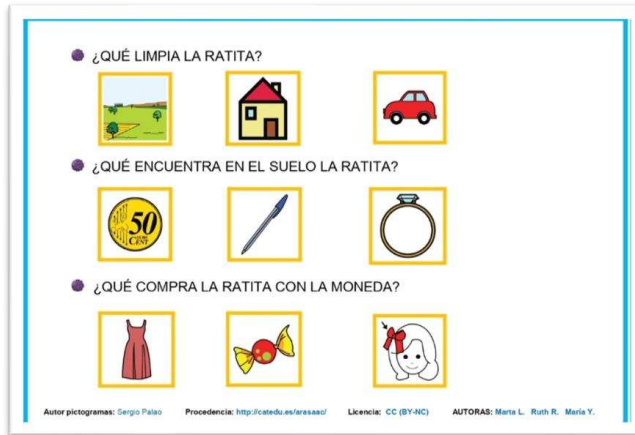 ¿QUÉ LIMPIA LA RATITA?
¿QUÉ ENCUENTRA EN EL SUELO LA RATITA?
50
CENT
¿QUÉ COMPRA LA RATITA CON LA MONEDA?
Autor pictogramas: Sergio Palao Procedencia: http://catedu.es/arasaac/ Licencia: CC (BY-NC) AUTORAS: Marta L. Ruth R. María Y.